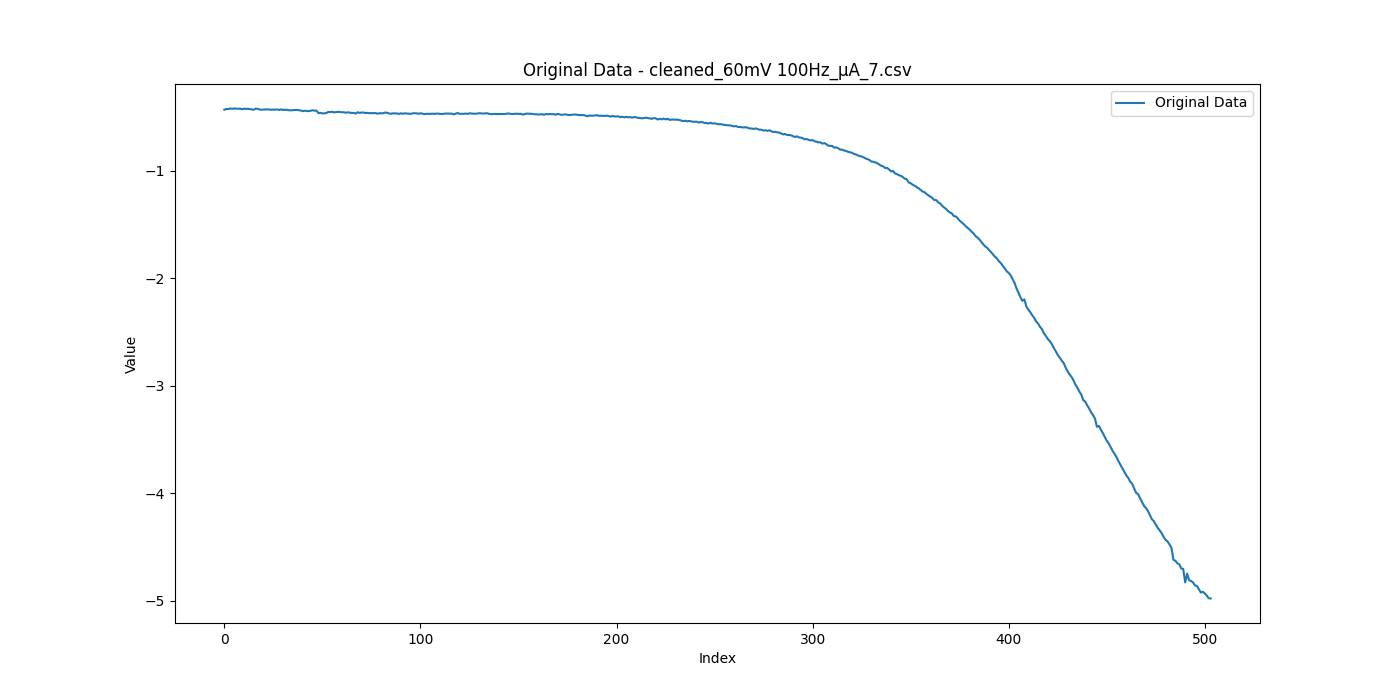 Original Data - cleaned_60mV 100Hz_µA_7.csv
Original Data
−1
−2
−3
−4
−5
Value
0 100 200 300 400 500
Index